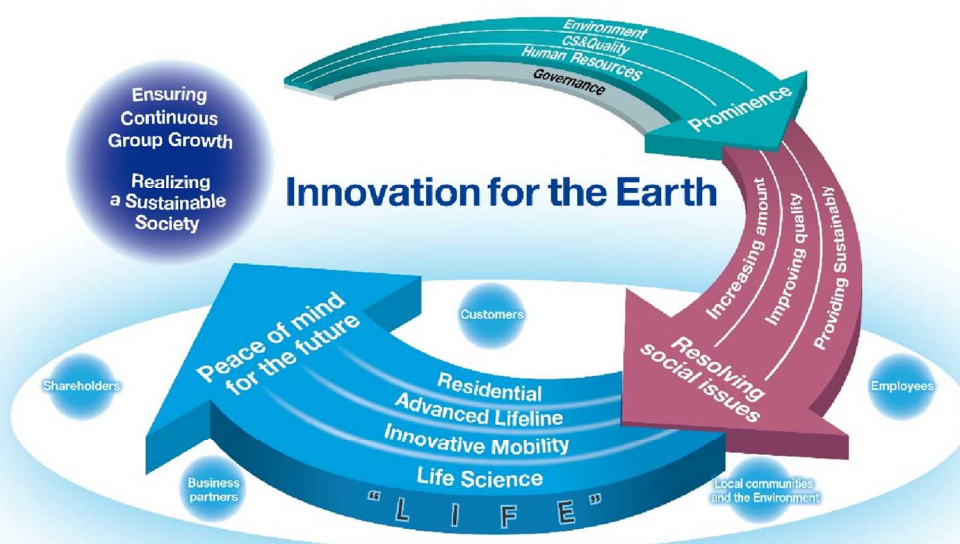 Environment
CS&Quality
Human Resources
Governance
Prominence
Ensuring
Continuous
Group Growth
Realizing
a Sustainable
Society
Innovation for the Earth
Increasing amount
Improving quality
Providing Sustainably
Resolving
social issues
Peace of mind
for the future
Residential
Advanced Lifeline
Innovative Mobility
Life Science
"LIFE"
Customers
Shareholders
Employees
Business
partners
Local communities
and the Environment